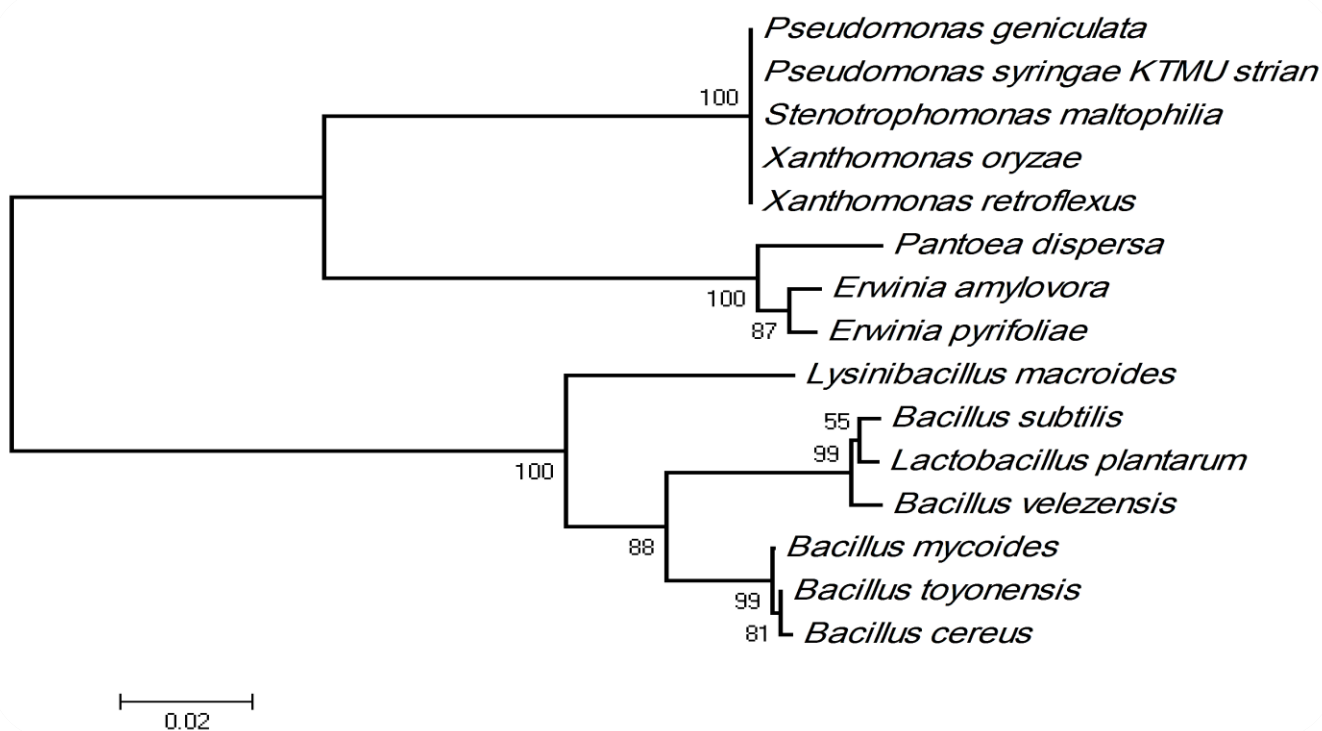 Pseudomonas geniculata
Pseudomonas syringae KTMU strian
100
Stenotrophomonas maltophilia
Xanthomonas oryzae
Xanthomonas retroflexus
Pantoea dispersa
Erwinia amylovora
100
87
Erwinia pyrifoliae
Lysinibacillus macroides
55
Bacillus subtilis
99
Lactobacillus plantarum
100
Bacillus velezensis
88
Bacillus mycoides
Bacillus toyonensis
99
81
Bacillus cereus
0.02